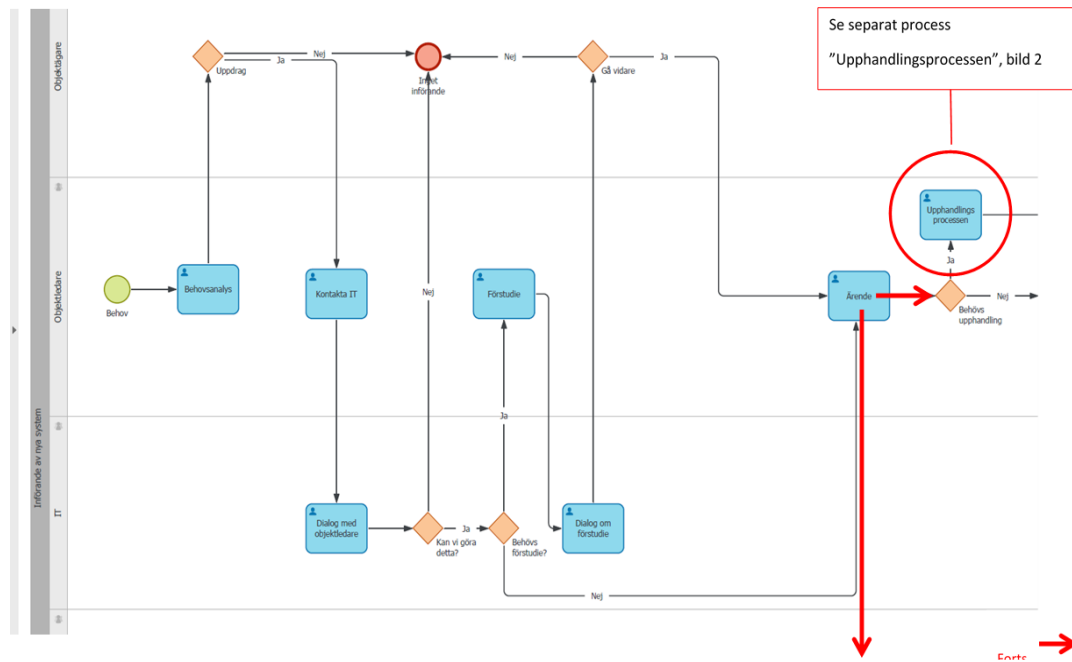 Se separat process
”Upphandlingsprocessen”, bild 2
Införande av nya system
Objektägare
Uppdrag
Nej
Ja
Inget
införande
Nej
Gå vidare
Ja
Objektledare
Behov
Behovsanalys
Kontakta IT
Nej
Förstudie
Ja
Ärende
Upphandlings
processen
Ja
Behövs
upphandling
Nej
IT
Dialog med
objektledare
Kan vi göra
detta?
Ja
Behövs
förstudie?
Dialog om
förstudie
Nej
Forts